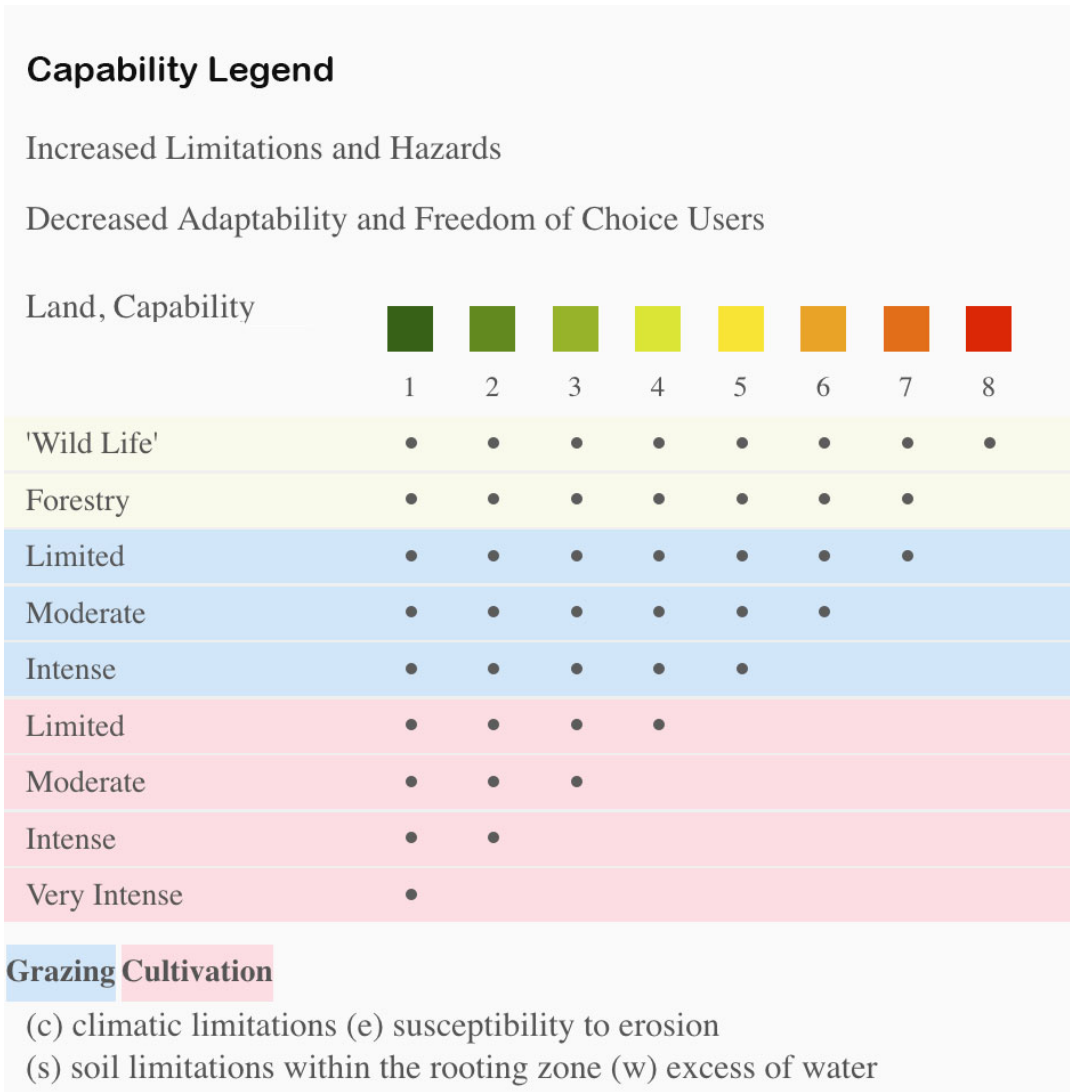 Capability Legend
Increased Limitations and Hazards
Decreased Adaptability and Freedom of Choice Users
Land, Capability
1 2 3 4 5 6 7 8
'Wild Life' • • • • • • • •
Forestry • • • • • • •
Limited • • • • • • •
Moderate • • • • • •
Intense • • • • •
Limited • • • •
Moderate • • •
Intense • •
Very Intense •
Grazing Cultivation
(c) climatic limitations (e) susceptibility to erosion
(s) soil limitations within the rooting zone (w) excess of water